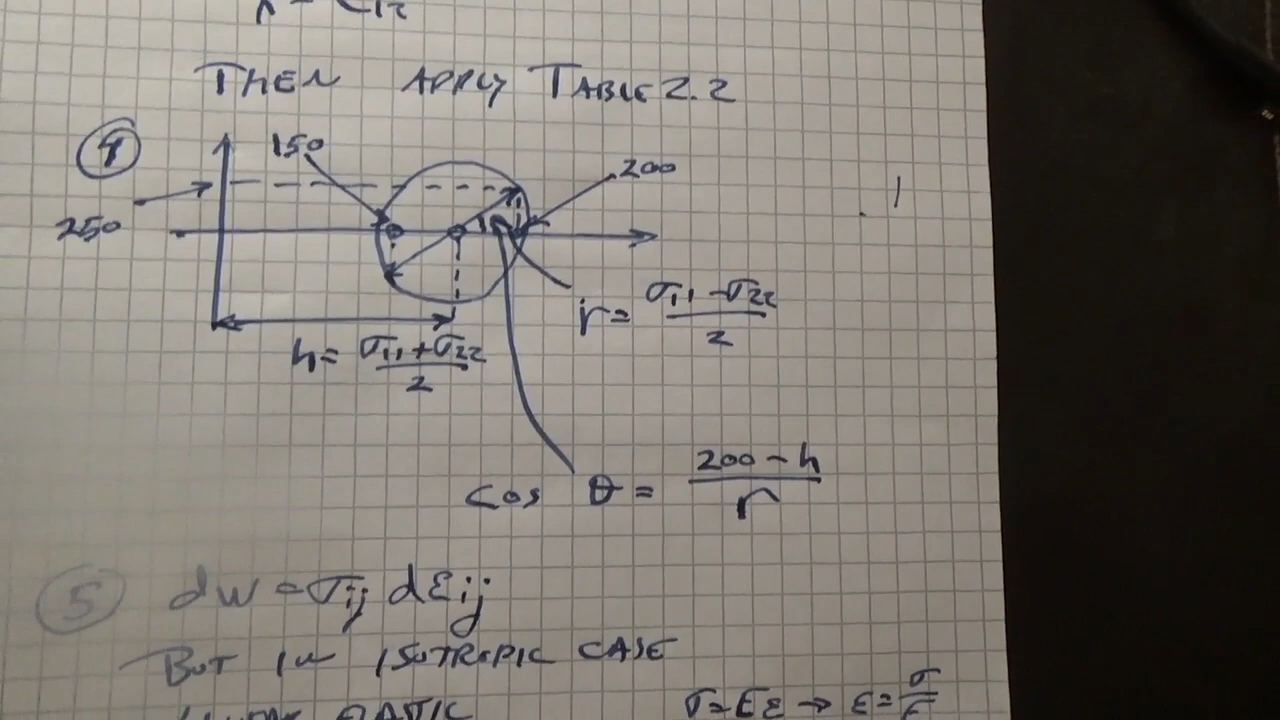 THEN APPLY TABLE 2.2
4
150
200
250
r = σ11 - σ22 / 2
h = σ11 + σ22 / 2
cos θ = 200 - h / r
5 dw = σij dεij
BUT IN ISOTROPIC CASE
σ = Eε → ε = σ/E